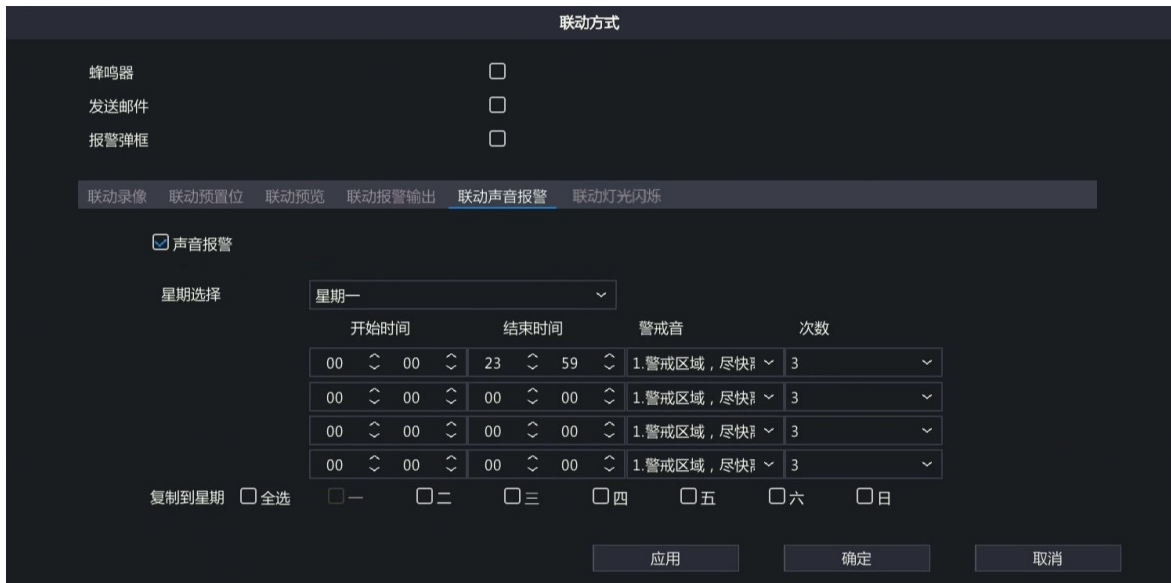 联动方式
蜂鸣器
发送邮件
报警弹框
联动录像 联动预置位 联动预览 联动报警输出 联动声音报警 联动灯光闪烁
声音报警
星期选择 星期一
开始时间 结束时间 警戒音 次数
00 00 23 59 1.警戒区域，尽快 3
00 00 00 00 1.警戒区域，尽快 3
00 00 00 00 1.警戒区域，尽快 3
00 00 00 00 1.警戒区域，尽快 3
复制到星期 全选 一 二 三 四 五 六 日
应用 确定 取消